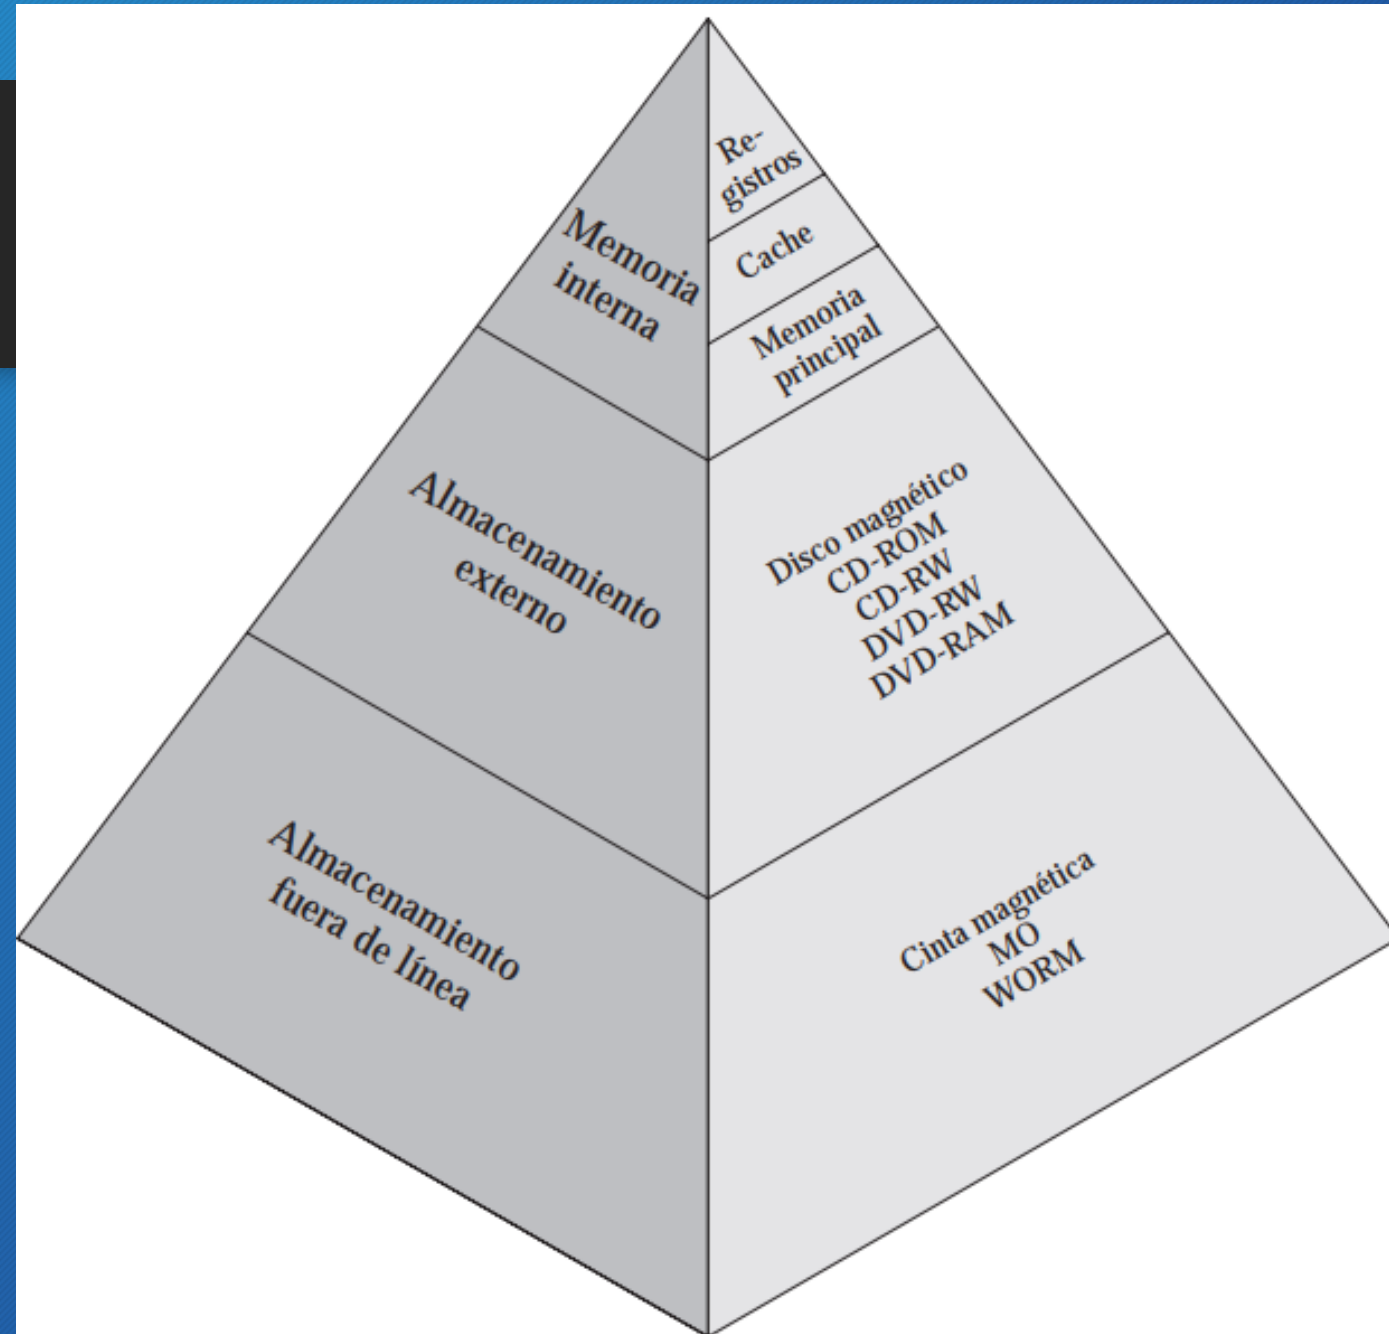 Memoria
interna
Re-
gistros
Cache
Memoria
principal
Almacenamiento
externo
Disco magnético
CD-ROM
CD-RW
DVD-RW
DVD-RAM
Almacenamiento
fuera de línea
Cinta magnética
MO
WORM